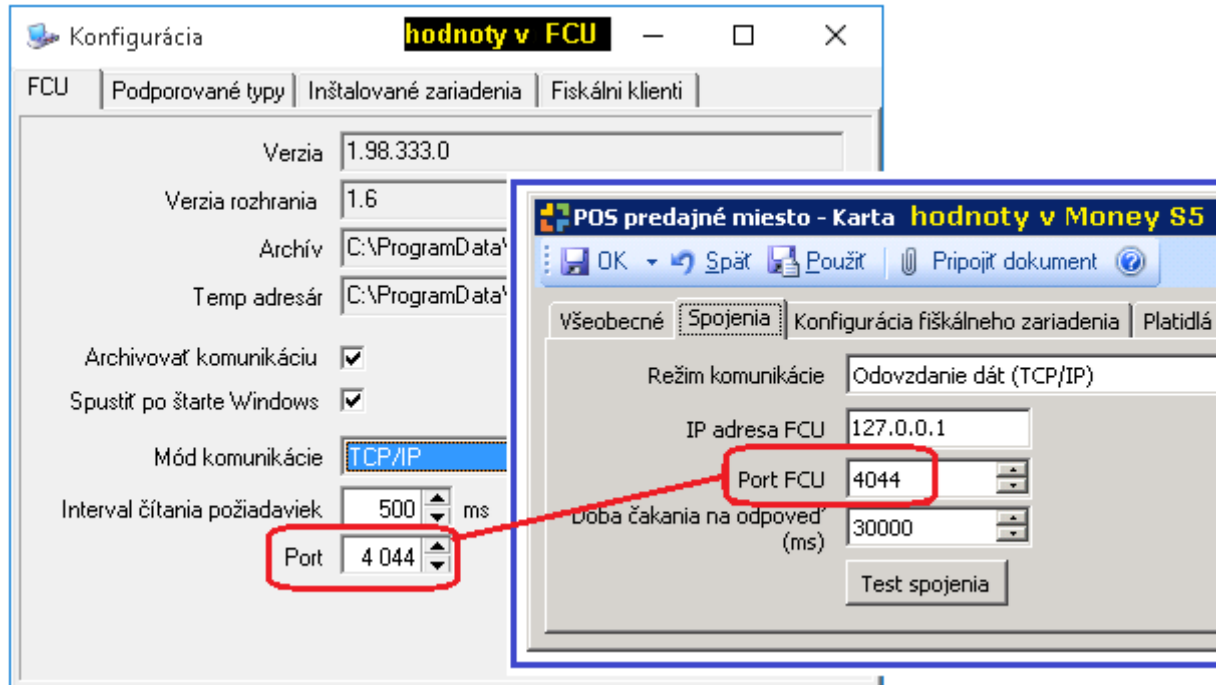 Konfigurácia hodnoty v FCU
FCU Podporované typy Inštalované zariadenia Fiskálni klienti
Verzia 1.98.333.0
Verzia rozhrania 1.6
Archív C:\ProgramData\
Temp adresár C:\ProgramData\
Archivovať komunikáciu
Spustiť po štarte Windows
Mód komunikácie TCP/IP
Interval čítania požiadaviek 500 ms
Port 4 044
POS predajné miesto - Karta hodnoty v Money S5
OK Späť Použiť Pripojiť dokument
Všeobecné Spojenia Konfigurácia fiškálneho zariadenia Platidlá
Režim komunikácie Odovzdanie dát (TCP/IP)
IP adresa FCU 127.0.0.1
Port FCU 4044
Doba čakania na odpoveď
(ms) 30000
Test spojenia